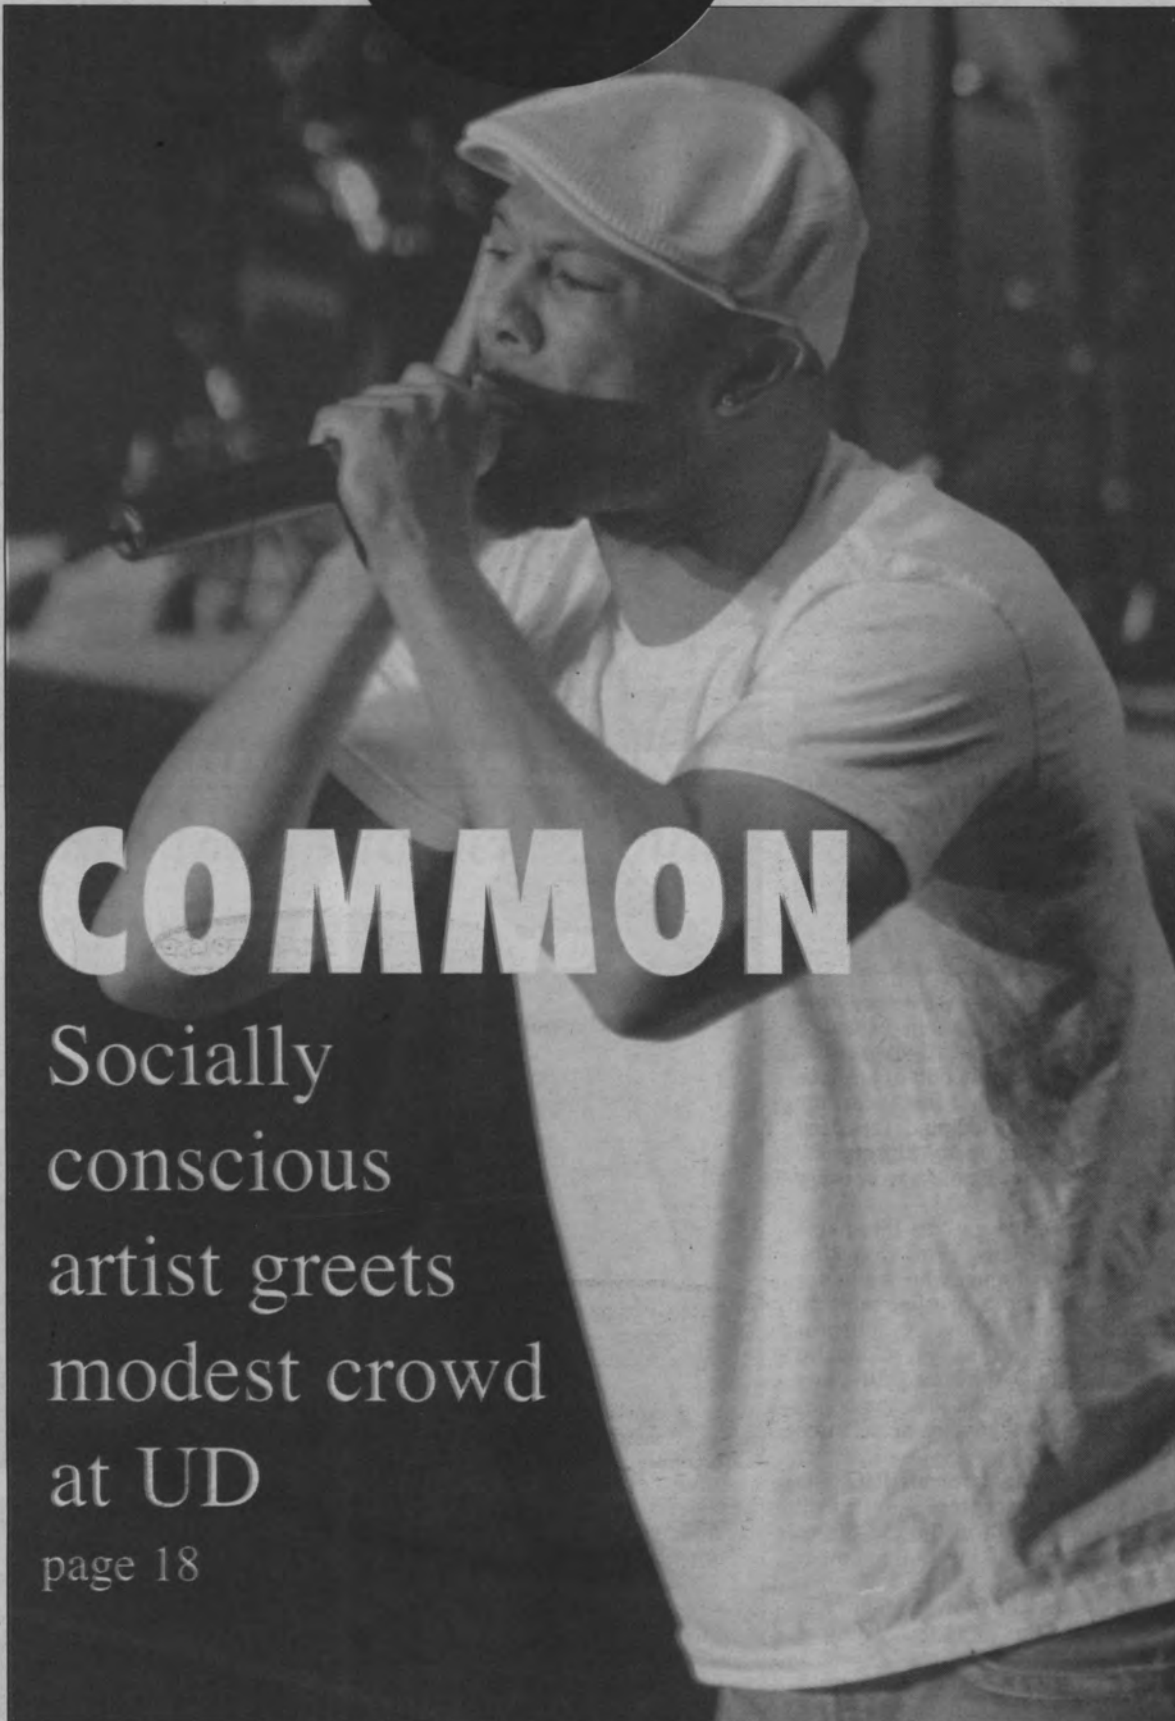 COMMON
Socially
conscious
artist greets
modest crowd
at UD
page 18